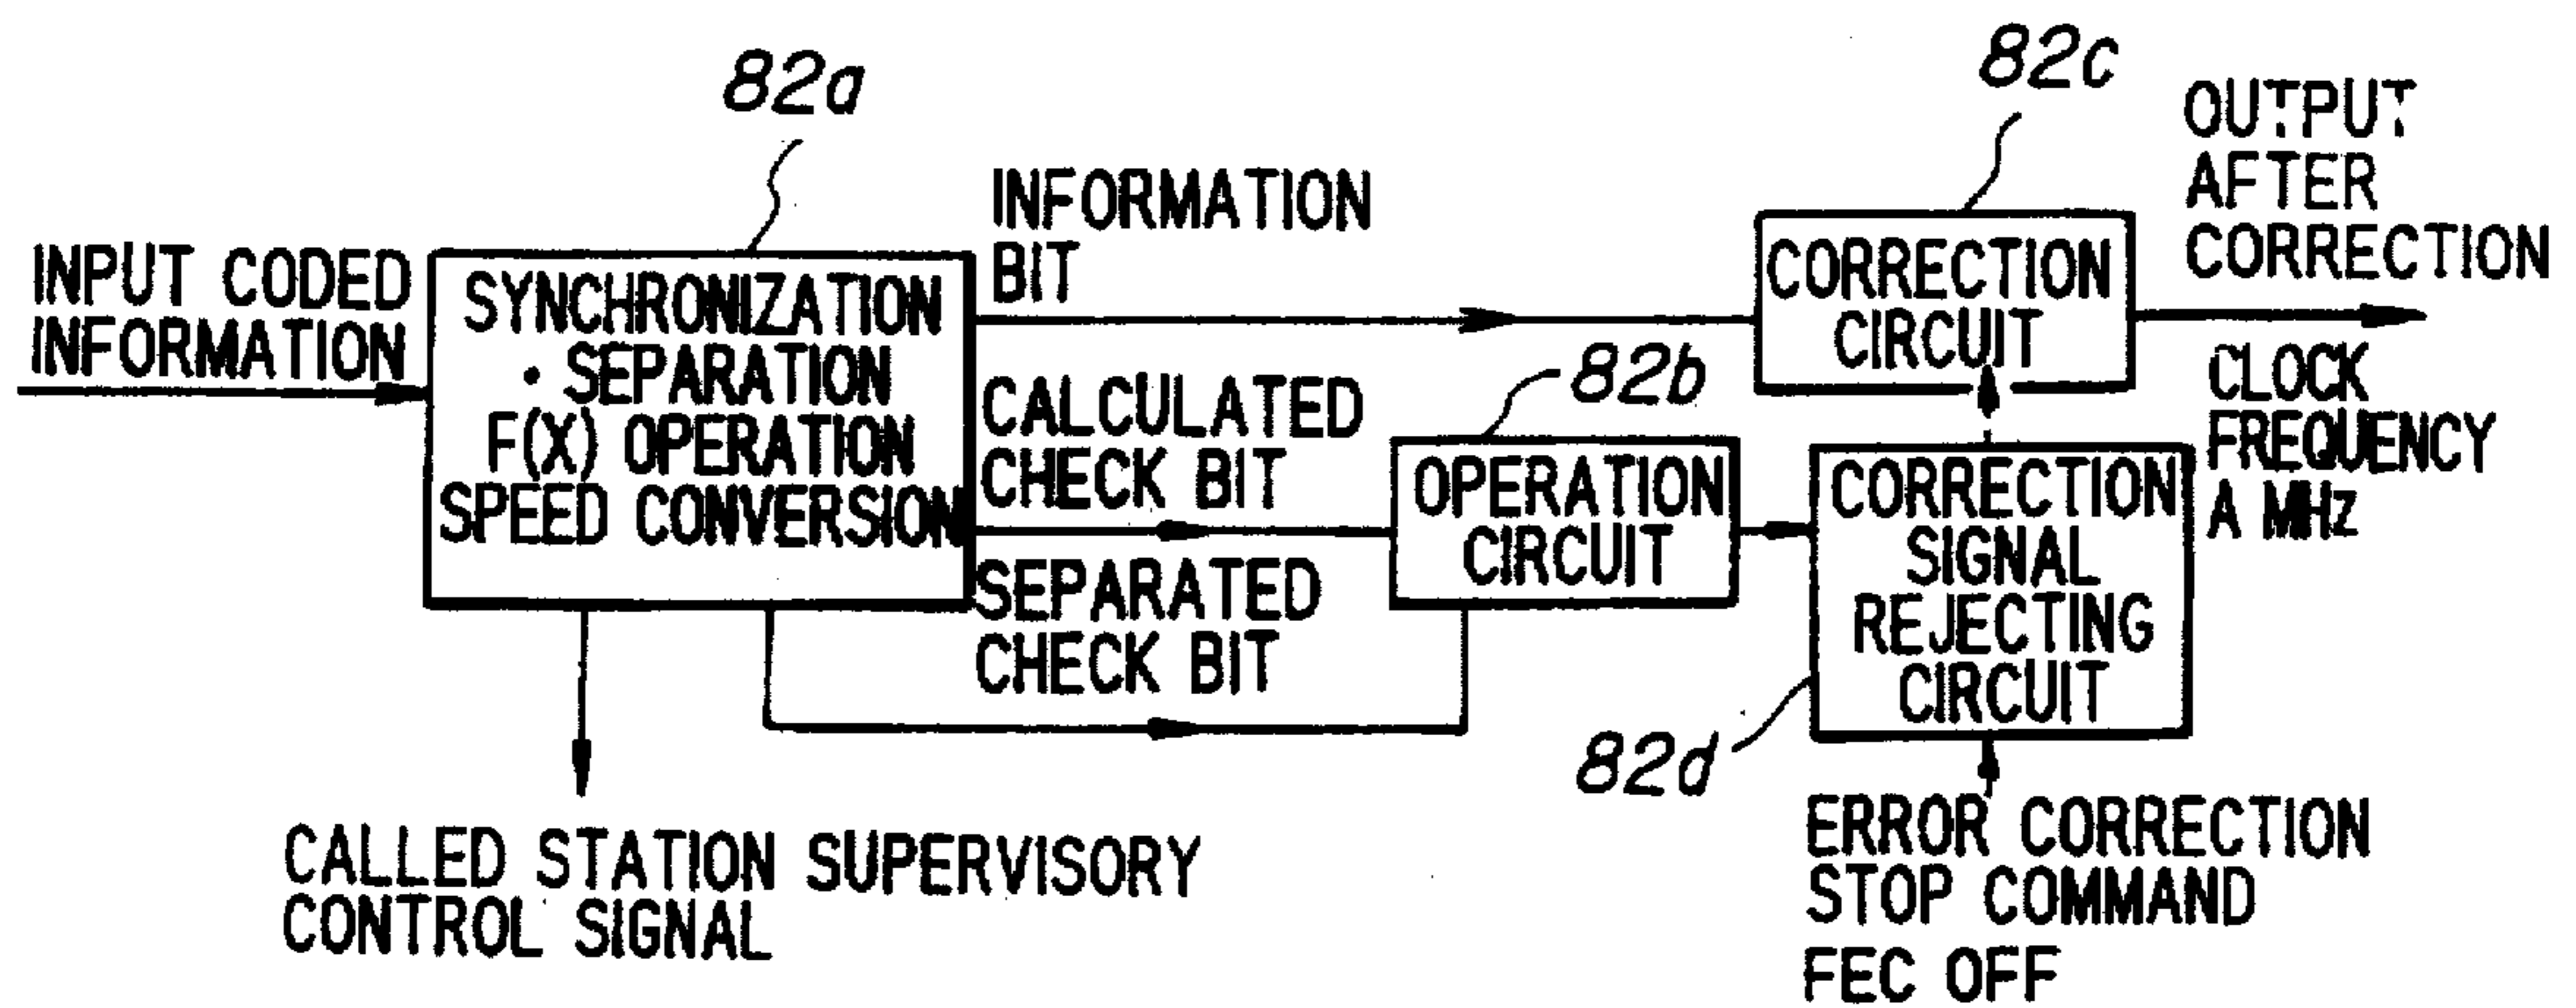 82a
82c
OUTPUT
AFTER
CORRECTION
INFORMATION
BIT
INPUT CODED
INFORMATION
SYNCHRONIZATION
· SEPARATION
F(X) OPERATION
SPEED CONVERSION
CORRECTION
CIRCUIT
82b
CALCULATED
CHECK BIT
CLOCK
FREQUENCY
A MHz
OPERATION
CIRCUIT
CORRECTION
SIGNAL
REJECTING
CIRCUIT
SEPARATED
CHECK BIT
82d
CALLED STATION SUPERVISORY
CONTROL SIGNAL
ERROR CORRECTION
STOP COMMAND
FEC OFF